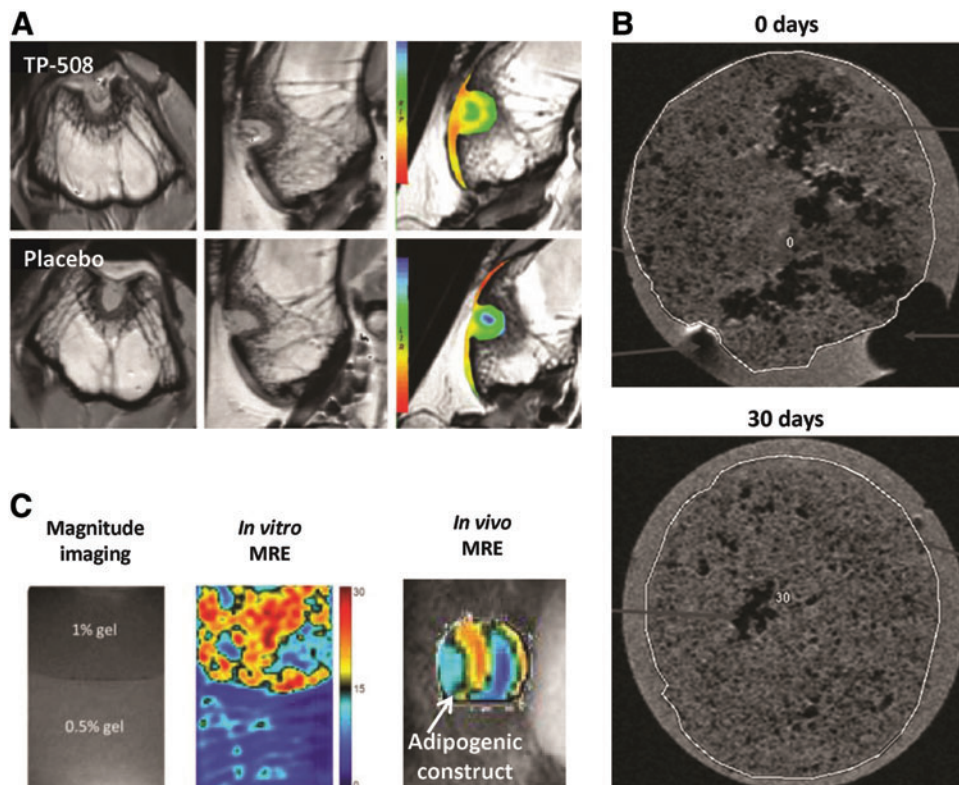 A
TP-508
Placebo
B
0 days
0
30 days
30
C
Magnitude
imaging
1% gel
0.5% gel
In vitro
MRE
30
15
0
In vivo
MRE
Adipogenic
construct